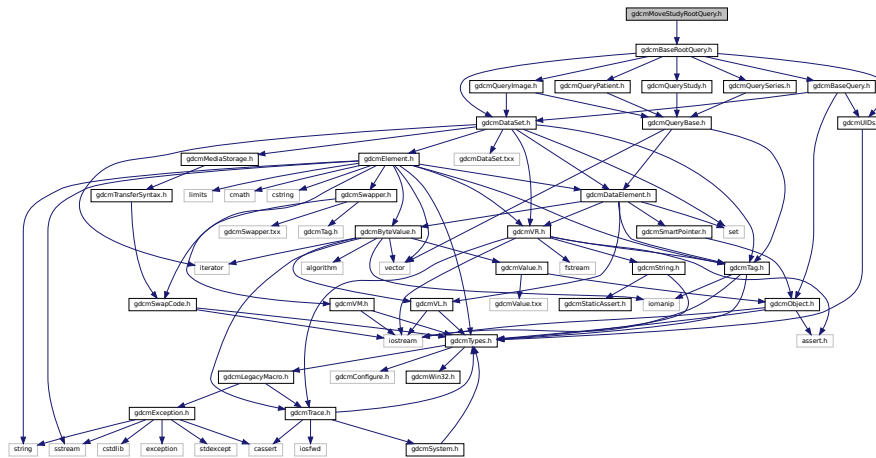 gdcmMoveStudyRootQuery.h
gdcmBaseRootQuery.h
gdcmQueryImage.h gdcmQueryPatient.h gdcmQueryStudy.h gdcmQuerySeries.h gdcmBaseQuery.h
gdcmDataSet.h gdcmQueryBase.h gdcmUIDs
gdcmMediaStorage.h gdcmElement.h gdcmDataSet.txx
gdcmTransferSyntax.h limits cmath cstring gdcmSwapper.h gdcmDataElement.h
gdcmSwapper.txx gdcmTag.h gdcmByteValue.h gdcmVR.h gdcmSmartPointer.h set
iterator algorithm vector gdcmValue.h fstream gdcmString.h gdcmTag.h
gdcmSwapCode.h gdcmVM.h gdcmVL.h gdcmValue.txx gdcmStaticAssert.h iomanip gdcmObject.h
iostream gdcmTypes.h assert.h
gdcmLegacyMacro.h gdcmConfigure.h gdcmWin32.h
gdcmException.h gdcmTrace.h
string sstream cstdlib exception stdexcept cassert iosfwd gdcmSystem.h